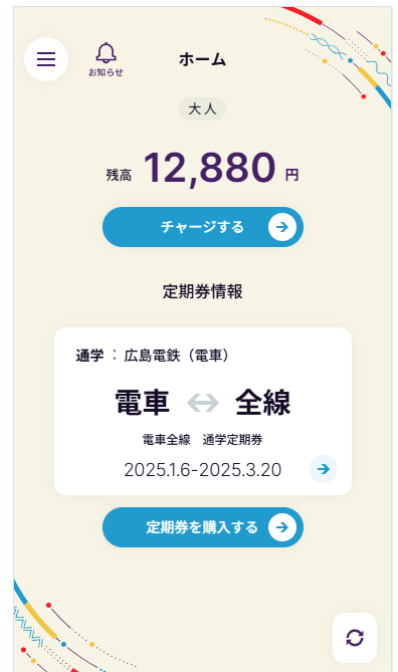 お知らせ
ホーム
大人
残高 12,880 円
チャージする
定期券情報
通学：広島電鉄（電車）
電車 ↔ 全線
電車全線 通学定期券
2025.1.6-2025.3.20
定期券を購入する